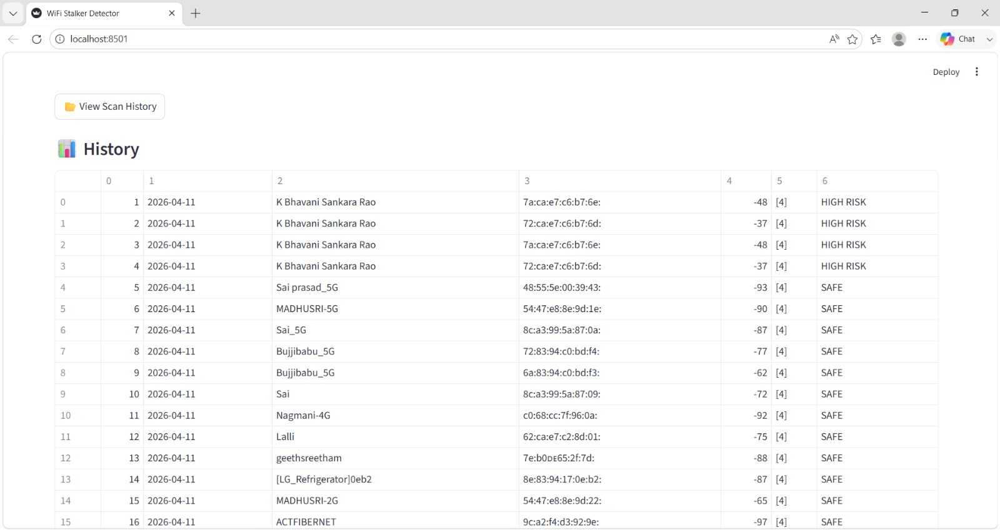 WiFi Stalker Detector
localhost:8501
Chat
Deploy
View Scan History
History
0 1 2 3 4 5 6
0 1 2026-04-11 K Bhavani Sankara Rao 7a:ca:e7:c6:b7:6e: -48 [4] HIGH RISK
1 2 2026-04-11 K Bhavani Sankara Rao 72:ca:e7:c6:b7:6d: -37 [4] HIGH RISK
2 3 2026-04-11 K Bhavani Sankara Rao 7a:ca:e7:c6:b7:6e: -48 [4] HIGH RISK
3 4 2026-04-11 K Bhavani Sankara Rao 72:ca:e7:c6:b7:6d: -37 [4] HIGH RISK
4 5 2026-04-11 Sai prasad_5G 48:55:5e:00:39:43: -93 [4] SAFE
5 6 2026-04-11 MADHUSRI-5G 54:47:e8:8e:9d:1e: -90 [4] SAFE
6 7 2026-04-11 Sai_5G 8c:a3:99:5a:87:0a: -87 [4] SAFE
7 8 2026-04-11 Bujjibabu_5G 72:83:94:c0:bd:f4: -77 [4] SAFE
8 9 2026-04-11 Bujjibabu_5G 6a:83:94:c0:bd:f3: -62 [4] SAFE
9 10 2026-04-11 Sai 8c:a3:99:5a:87:09: -72 [4] SAFE
10 11 2026-04-11 Nagmani-4G c0:68:cc:7f:96:0a: -92 [4] SAFE
11 12 2026-04-11 Lalli 62:ca:e7:c2:8d:01: -75 [4] SAFE
12 13 2026-04-11 geethsreetham 7e:b0ᴅᴇ65:2f:7d: -88 [4] SAFE
13 14 2026-04-11 [LG_Refrigerator]0eb2 8e:83:94:17:0e:b2: -87 [4] SAFE
14 15 2026-04-11 MADHUSRI-2G 54:47:e8:8e:9d:22: -65 [4] SAFE
15 16 2026-04-11 ACTFIBERNET 9c:a2:f4:d3:92:9e: -97 [4] SAFE